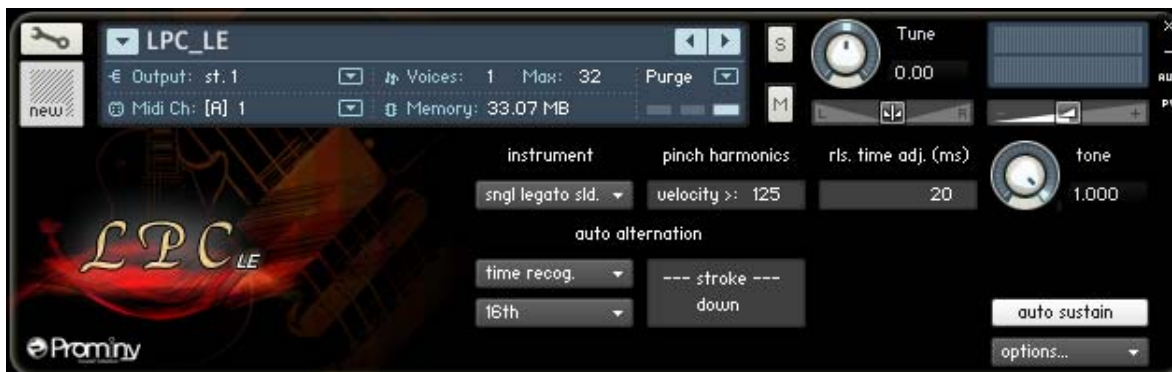 LPC_LE
S
Tune
Output: st. 1
Voices: 1 Max: 32
Purge
0.00
new
Midi Ch: [A] 1
Memory: 33.07 MB
M
L R
- +
instrument
pinch harmonics
rls. time adj. (ms)
tone
sngl legato sld.
velocity >: 125
20
1.000
auto alternation
time recog.
--- stroke ---
down
16th
LPC LE
auto sustain
Prominy
options...